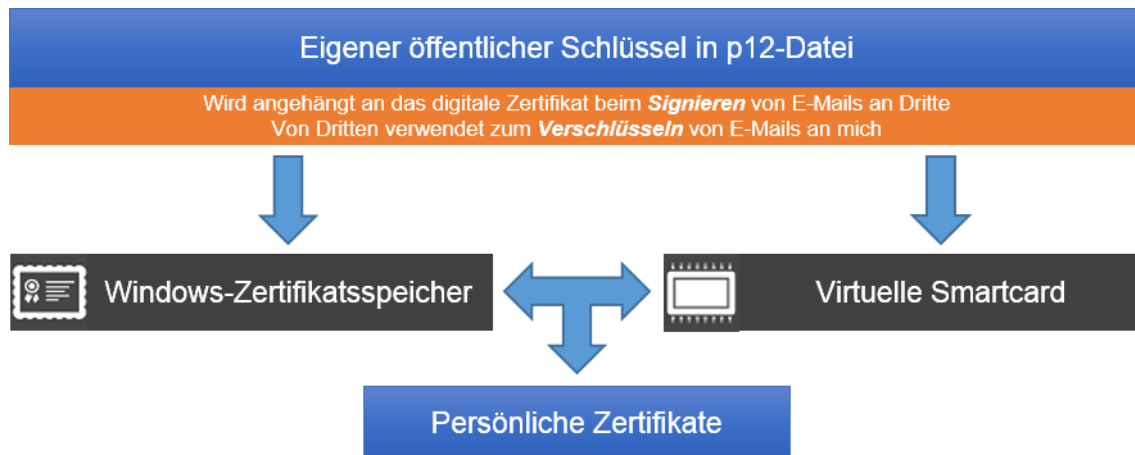 Eigener öffentlicher Schlüssel in p12-Datei
Wird angehängt an das digitale Zertifikat beim Signieren von E-Mails an Dritte
Von Dritten verwendet zum Verschlüsseln von E-Mails an mich
Windows-Zertifikatsspeicher
Virtuelle Smartcard
Persönliche Zertifikate